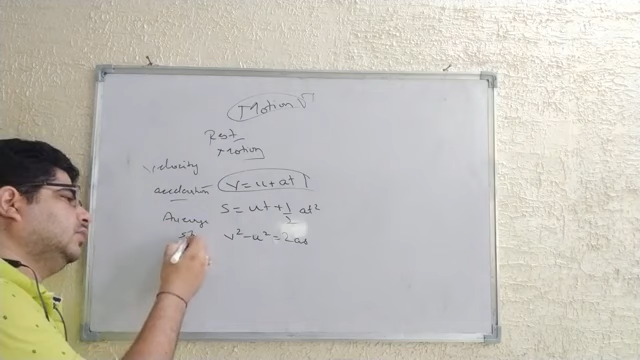 Motion
Rest
Motion
Velocity
acceleration
v = u + at
Average
s = ut + 1/2 at²
v² - u² = 2as